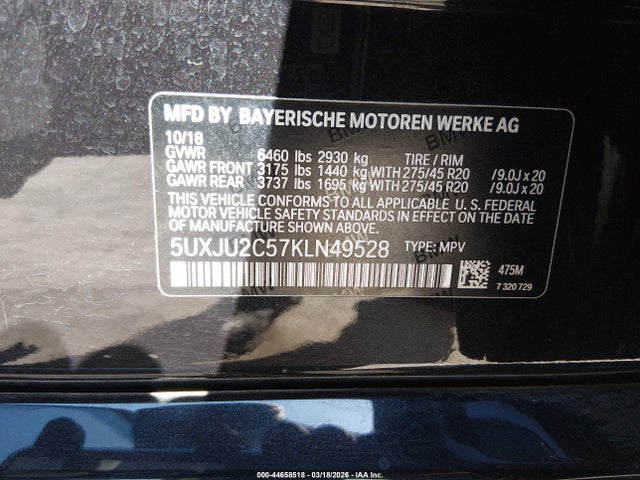 MFD BY BAYERISCHE MOTOREN WERKE AG
10/18
GVWR 6460 lbs 2930 kg TIRE / RIM
GAWR FRONT 3175 lbs 1440 kg WITH 275/45 R20 /9.0J x 20
GAWR REAR 3737 lbs 1695 kg WITH 275/45 R20 /9.0J x 20
THIS VEHICLE CONFORMS TO ALL APPLICABLE U.S. FEDERAL
MOTOR VEHICLE SAFETY STANDARDS IN EFFECT ON THE DATE OF
MANUFACTURE SHOWN ABOVE.
5UXJU2C57KLN49528 TYPE: MPV
475M
7 320 729
BMW
000-44658518 - 03/18/2026 - IAA Inc.